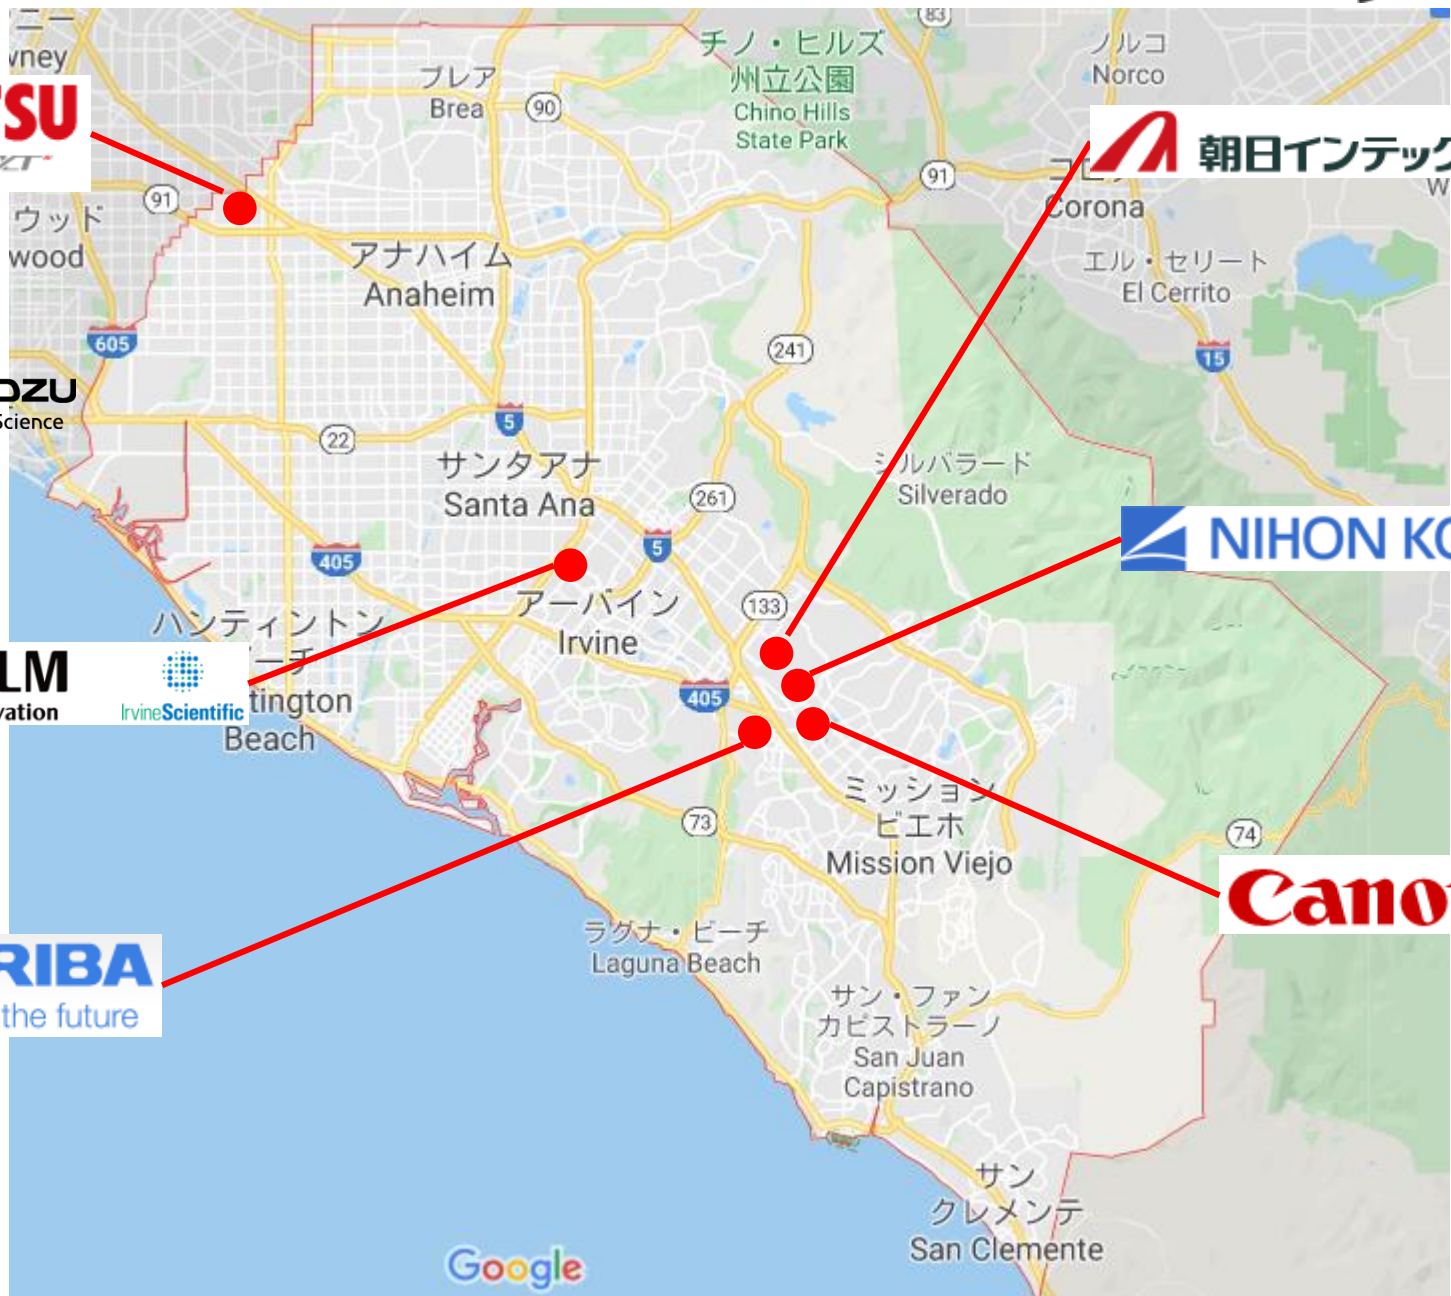 ニー
vney
TSU
ウッド
wood
91
605
DZU
Science
ブレア
Brea
90
チノ・ヒルズ
州立公園
Chino Hills
State Park
83
ノルコ
Norco
朝日インテック
91
Corona
エル・セリート
El Cerrito
15
アナハイム
Anaheim
241
5
22
サンタアナ
Santa Ana
シルバラード
Silverado
261
5
405
NIHON KO
アーバイン
Irvine
133
ハンティントン
ーチ
tington
Beach
LM
vation
IrvineScientific
405
ミッション
ビエホ
Mission Viejo
73
74
Canon
RIBA
the future
ラグナ・ビーチ
Laguna Beach
サン・ファン
カピストラーノ
San Juan
Capistrano
サン
クレメンテ
San Clemente
Google